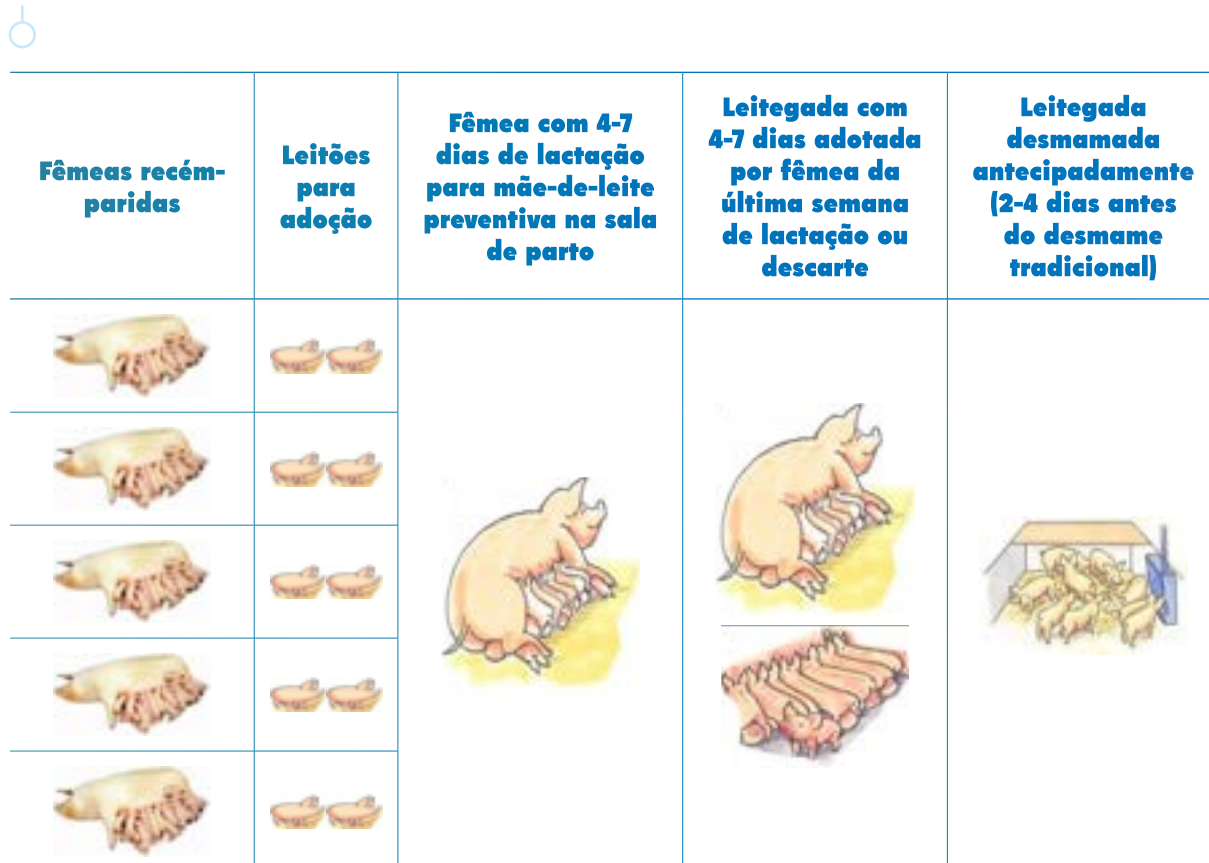 Fêmeas recém-
paridas
Leitões
para
adoção
Fêmea com 4-7
dias de lactação
para mãe-de-leite
preventiva na sala
de parto
Leitegada com
4-7 dias adotada
por fêmea da
última semana
de lactação ou
descarte
Leitegada
desmamada
antecipadamente
(2-4 dias antes
do desmame
tradicional)